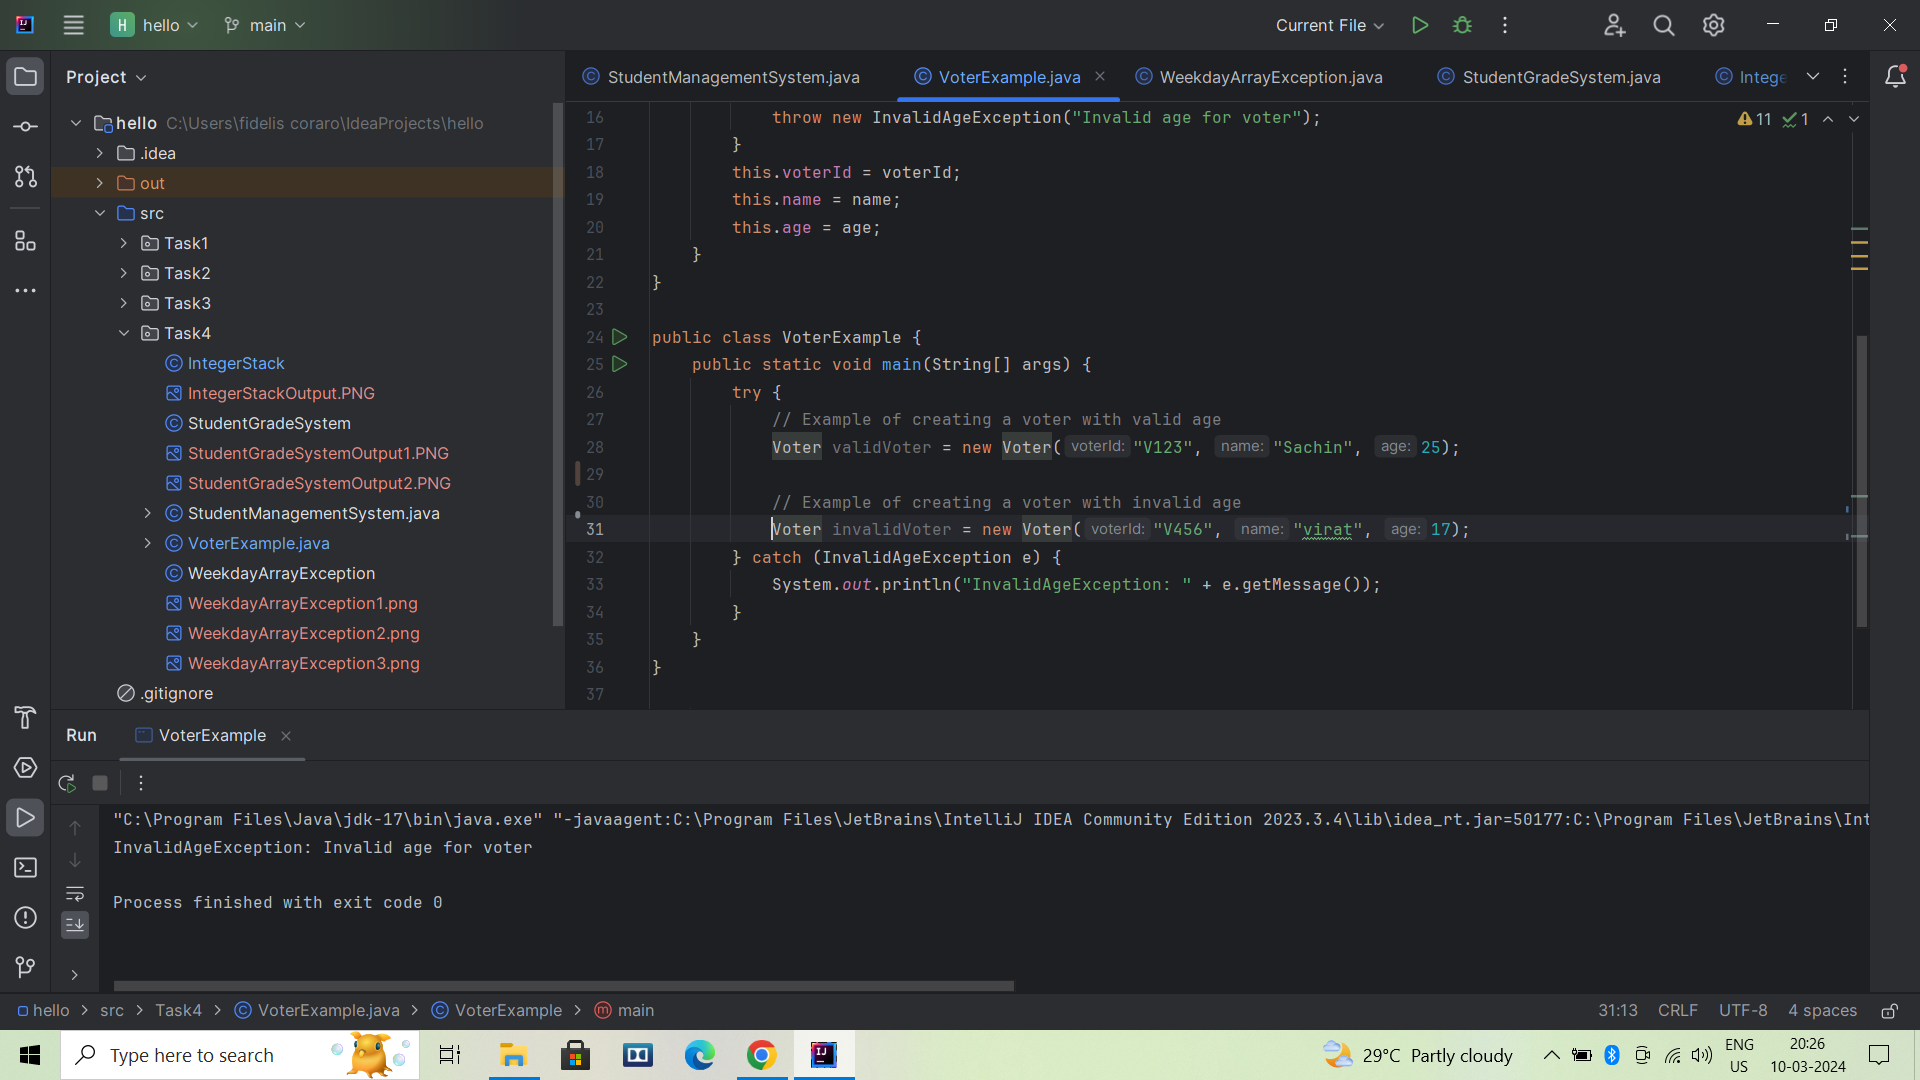 IJ
H hello main Current File
Project
StudentManagementSystem.java VoterExample.java WeekdayArrayException.java StudentGradeSystem.java Intege
hello C:\Users\fidelis coraro\IdeaProjects\hello
.idea
out
src
Task1
Task2
Task3
Task4
IntegerStack
IntegerStackOutput.PNG
StudentGradeSystem
StudentGradeSystemOutput1.PNG
StudentGradeSystemOutput2.PNG
StudentManagementSystem.java
VoterExample.java
WeekdayArrayException
WeekdayArrayException1.png
WeekdayArrayException2.png
WeekdayArrayException3.png
.gitignore
11 1
16 throw new InvalidAgeException("Invalid age for voter");
17 }
18 this.voterId = voterId;
19 this.name = name;
20 this.age = age;
21 }
22 }
23
24 public class VoterExample {
25 public static void main(String[] args) {
26 try {
27 // Example of creating a voter with valid age
28 Voter validVoter = new Voter( voterId: "V123", name: "Sachin", age: 25);
29
30 // Example of creating a voter with invalid age
31 Voter invalidVoter = new Voter( voterId: "V456", name: "virat", age: 17);
32 } catch (InvalidAgeException e) {
33 System.out.println("InvalidAgeException: " + e.getMessage());
34 }
35 }
36 }
37
Run VoterExample
"C:\Program Files\Java\jdk-17\bin\java.exe" "-javaagent:C:\Program Files\JetBrains\IntelliJ IDEA Community Edition 2023.3.4\lib\idea_rt.jar=50177:C:\Program Files\JetBrains\Int
InvalidAgeException: Invalid age for voter
Process finished with exit code 0
hello > src > Task4 > VoterExample.java > VoterExample > main 31:13 CRLF UTF-8 4 spaces
Type here to search
IJ
29°C Partly cloudy
ENG
US
20:26
10-03-2024